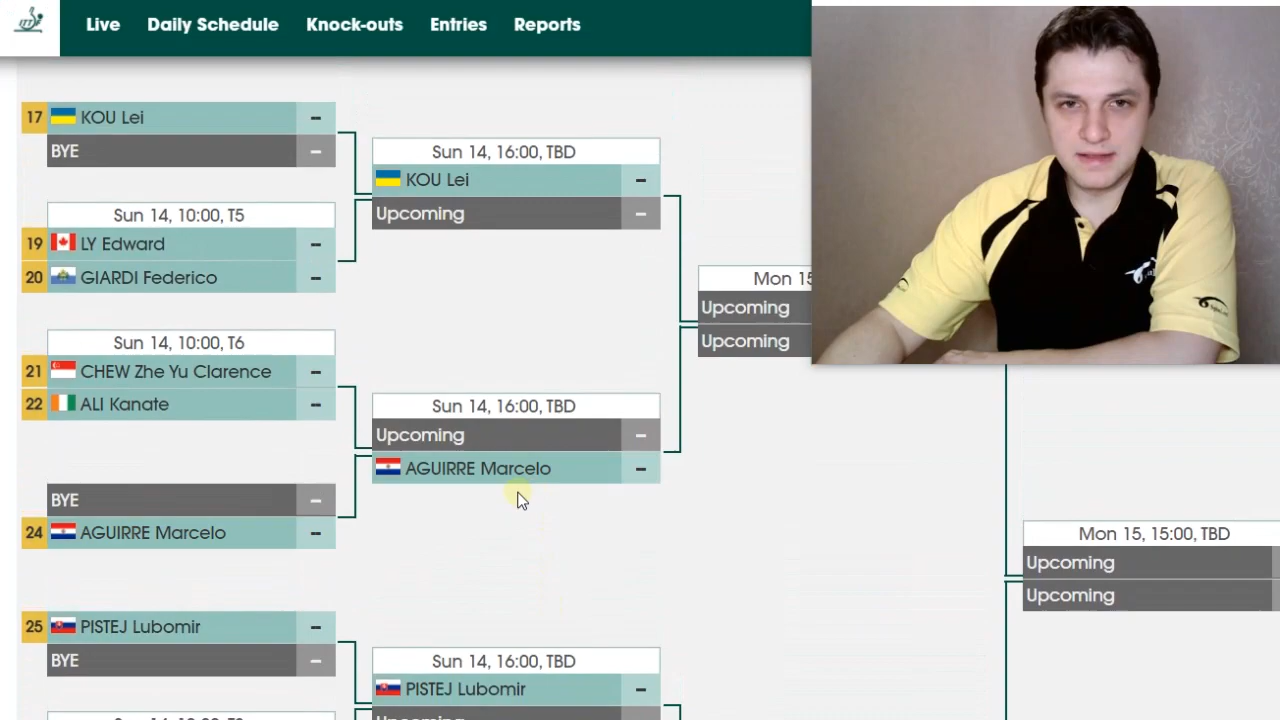 ITTF
Live Daily Schedule Knock-outs Entries Reports
17 KOU Lei –
BYE –
Sun 14, 10:00, T5
19 LY Edward –
20 GIARDI Federico –
Sun 14, 10:00, T6
21 CHEW Zhe Yu Clarence –
22 ALI Kanate –
BYE –
24 AGUIRRE Marcelo –
25 PISTEJ Lubomir –
BYE –
Sun 14, 16:00, TBD
KOU Lei –
Upcoming –
Sun 14, 16:00, TBD
Upcoming –
AGUIRRE Marcelo –
Sun 14, 16:00, TBD
PISTEJ Lubomir –
Upcoming
Mon 15
Upcoming
Upcoming
Mon 15, 15:00, TBD
Upcoming
Upcoming